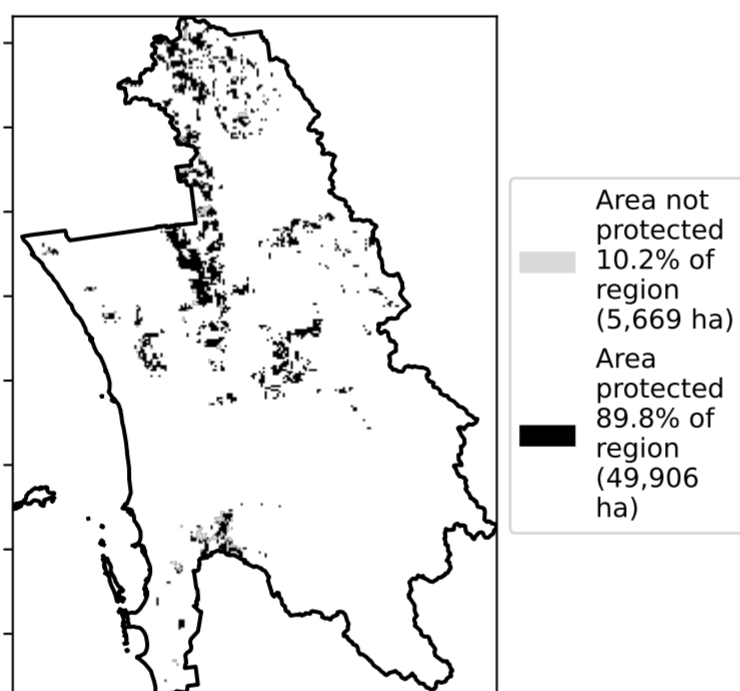 Area not
protected
10.2% of
region
(5,669 ha)
Area
protected
89.8% of
region
(49,906
ha)